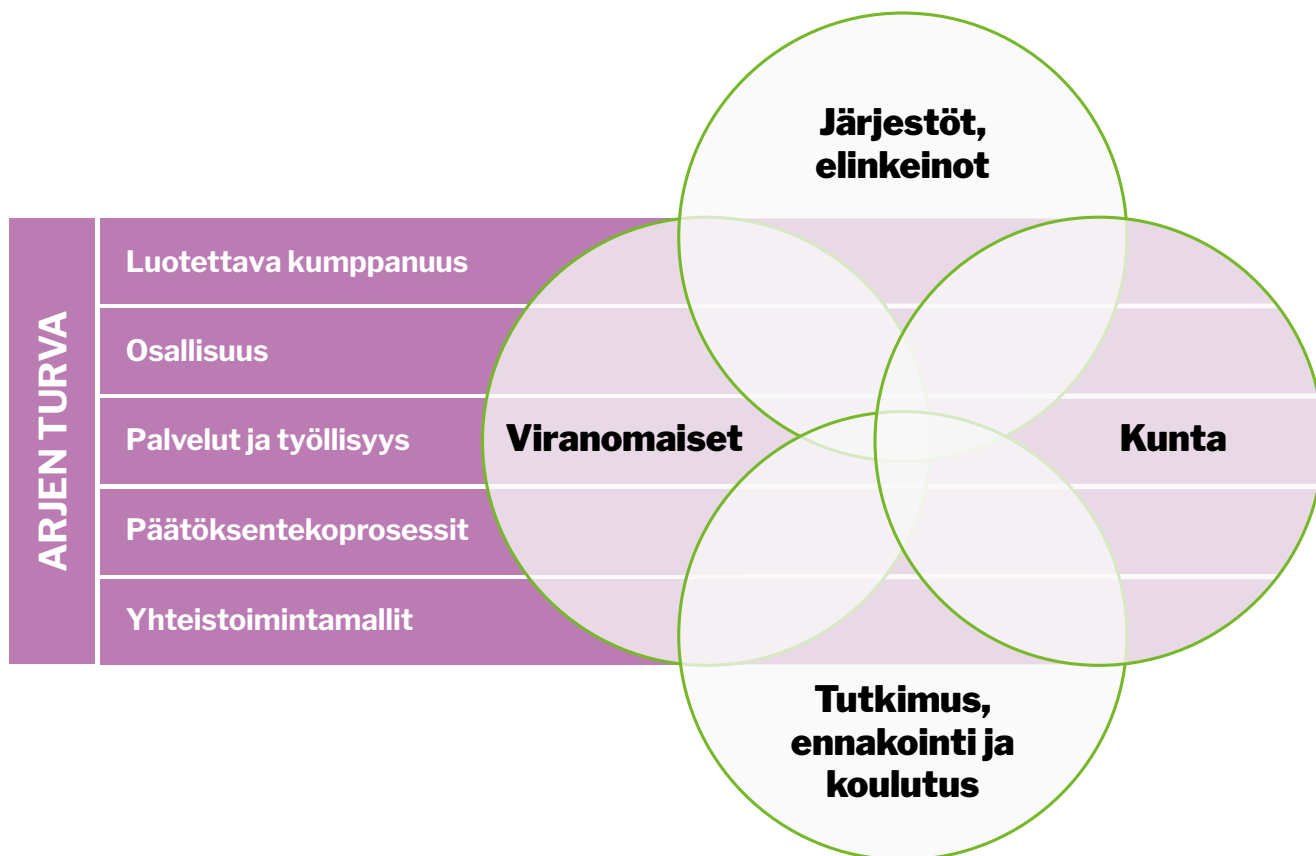 Järjestöt,
elinkeinot
ARJEN TURVA
Luotettava kumppanuus
Osallisuus
Palvelut ja työllisyys
Viranomaiset
Kunta
Päätöksentekoprosessit
Yhteistoimintamallit
Tutkimus,
ennakointi ja
koulutus